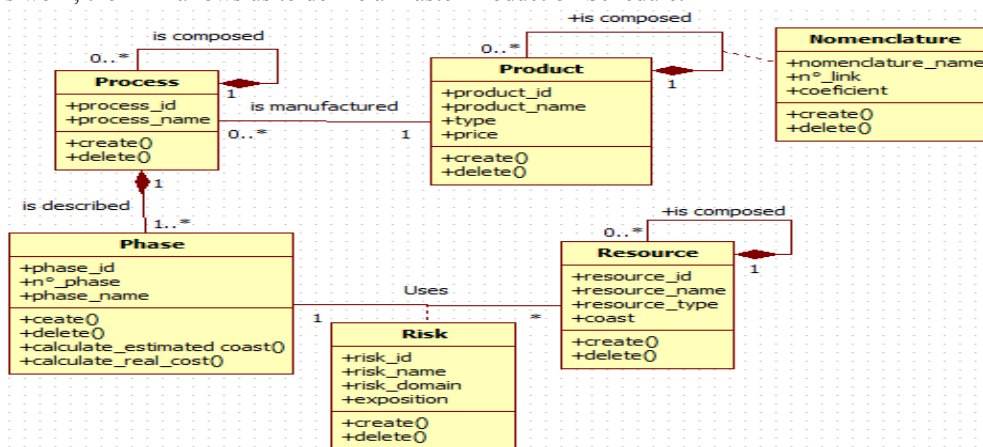 is composed
0..*
Process
1
+process_id
+process_name
+create()
+delete()
is manufactured
0..*
1
+is composed
0..*
Product
1
+product_id
+product_name
+type
+price
+create()
+delete()
Nomenclature
+nomenclature_name
+n°_link
+coeficient
+create()
+delete()
1
is described
1..*
Phase
+phase_id
+n°_phase
+phase_name
+ceate()
+delete()
+calculate_estimated coast()
+calculate_real_cost()
Uses
1
*
Risk
+risk_id
+risk_name
+risk_domain
+exposition
+create()
+delete()
+is composed
0..*
Resource
1
+resource_id
+resource_name
+resource_type
+coast
+create()
+delete()